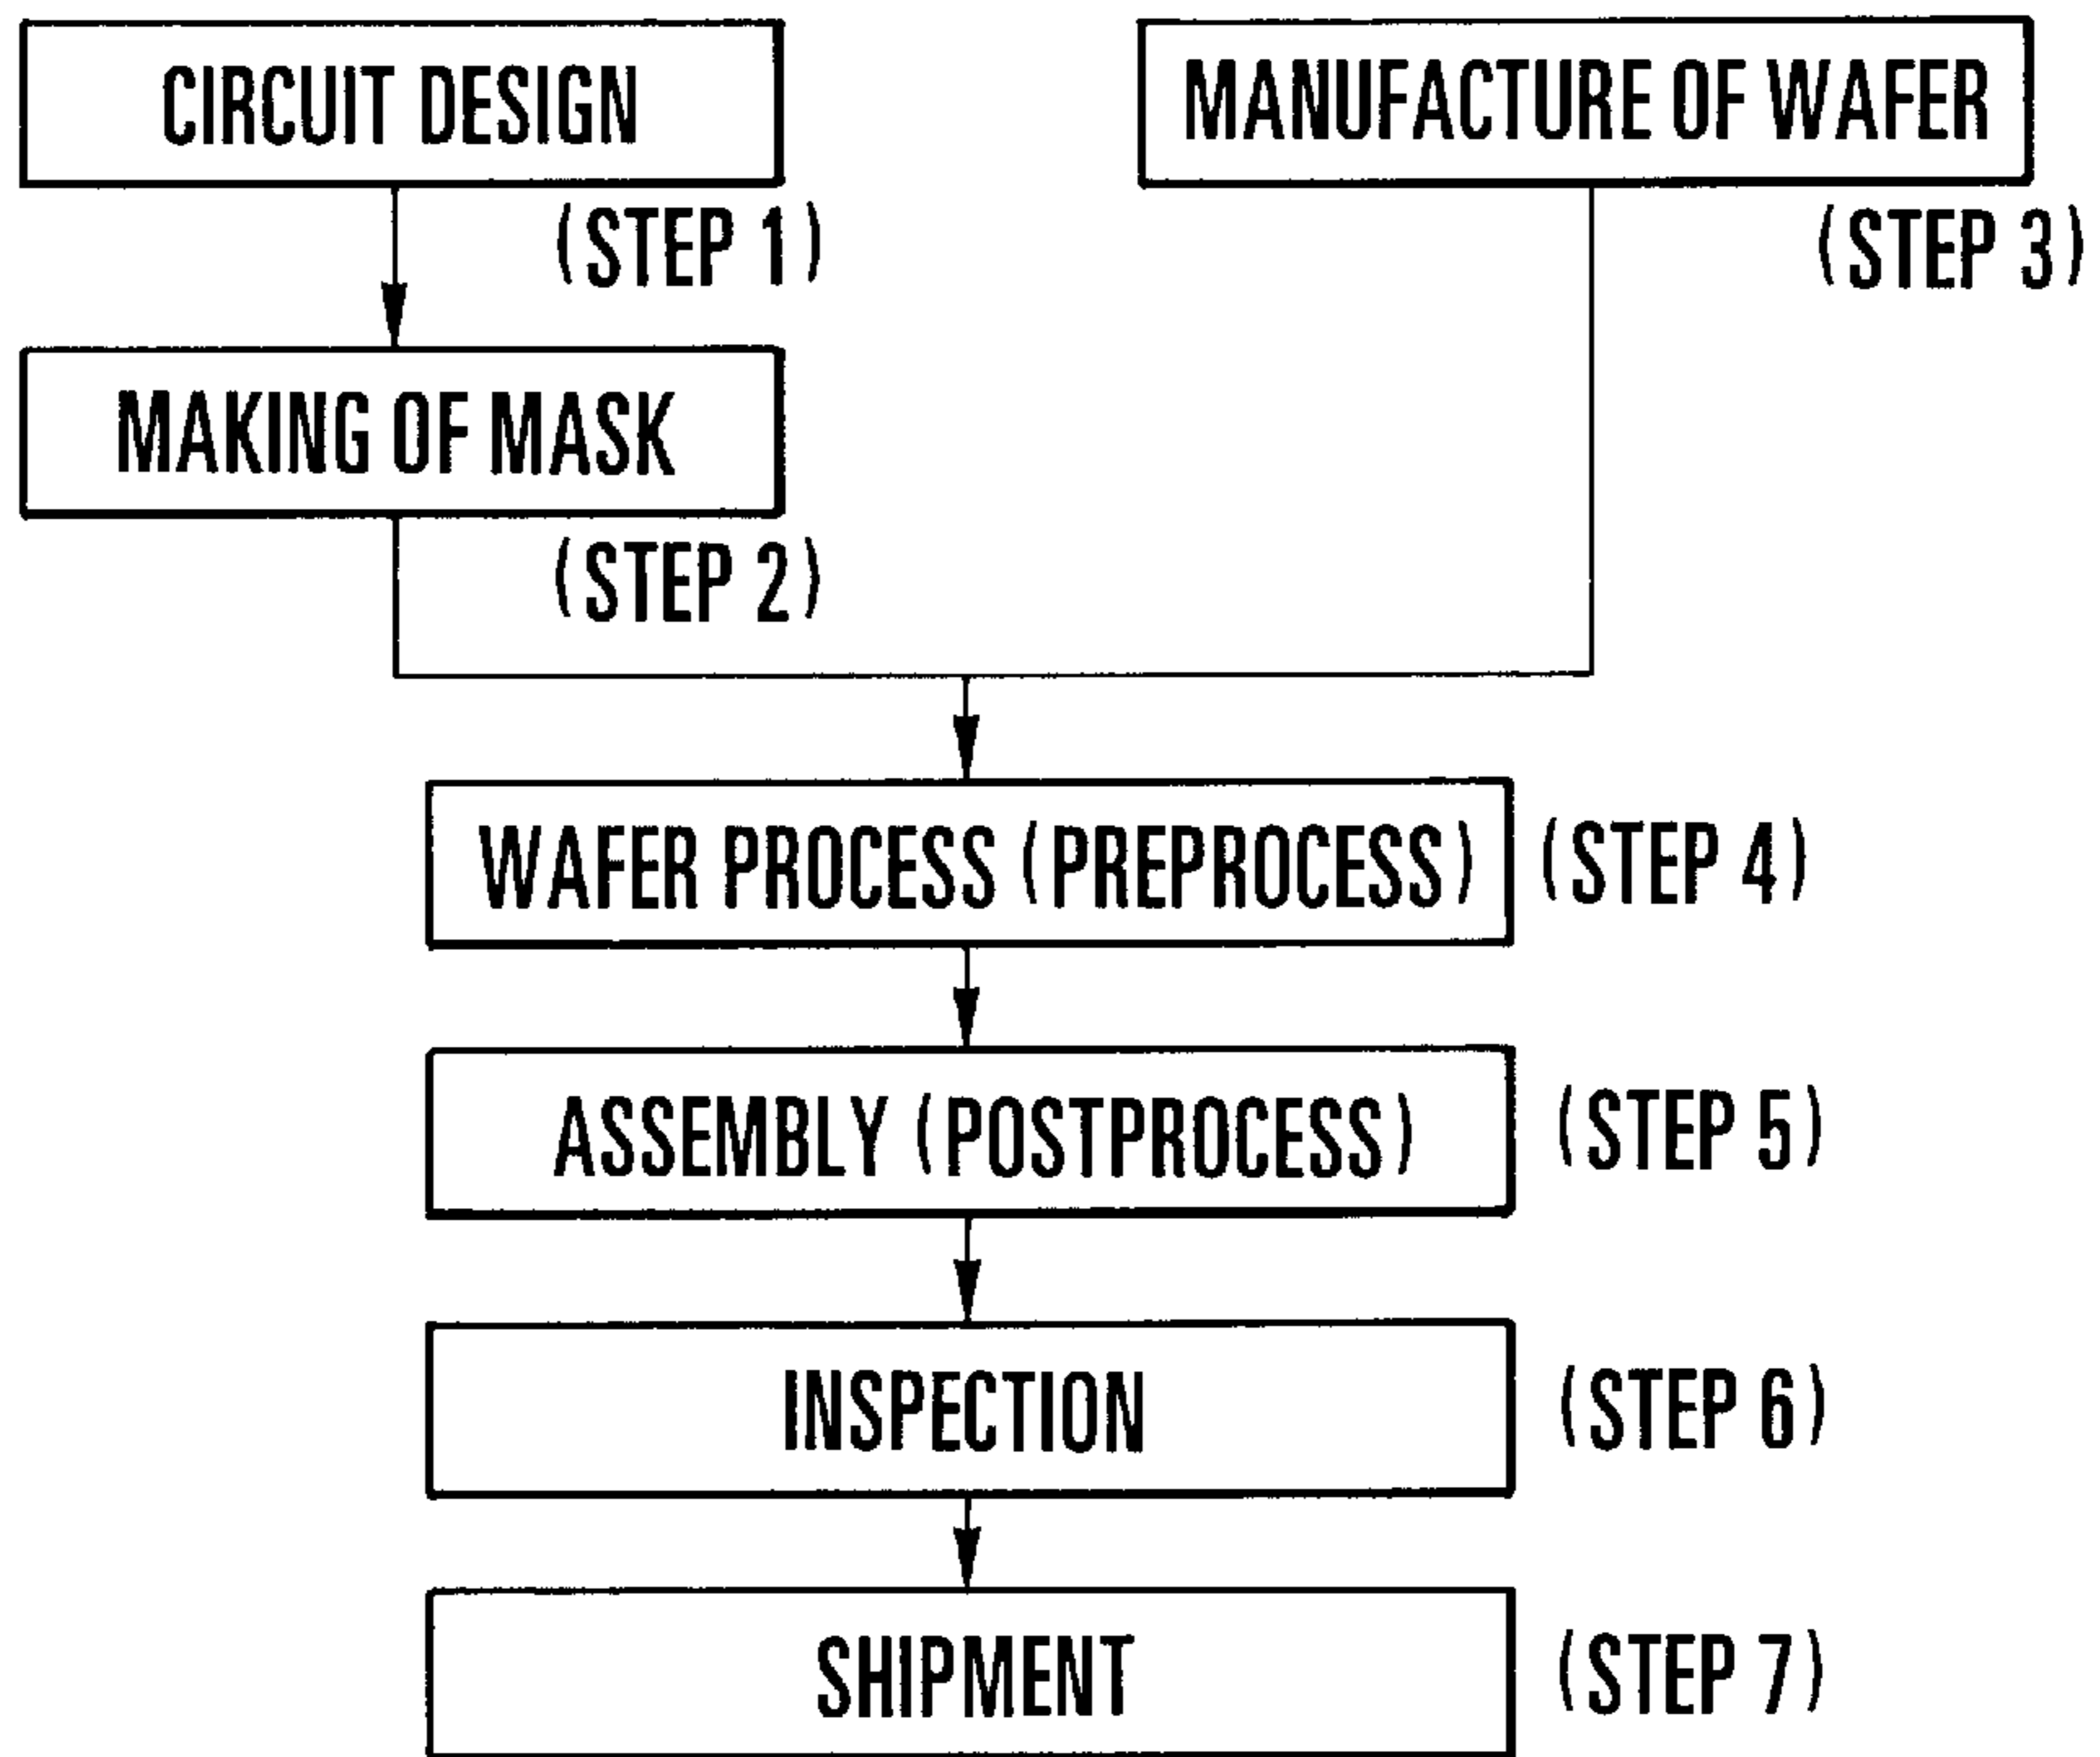 CIRCUIT DESIGN
(STEP 1)
MAKING OF MASK
(STEP 2)
MANUFACTURE OF WAFER
(STEP 3)
WAFER PROCESS (PREPROCESS)
(STEP 4)
ASSEMBLY (POSTPROCESS)
(STEP 5)
INSPECTION
(STEP 6)
SHIPMENT
(STEP 7)